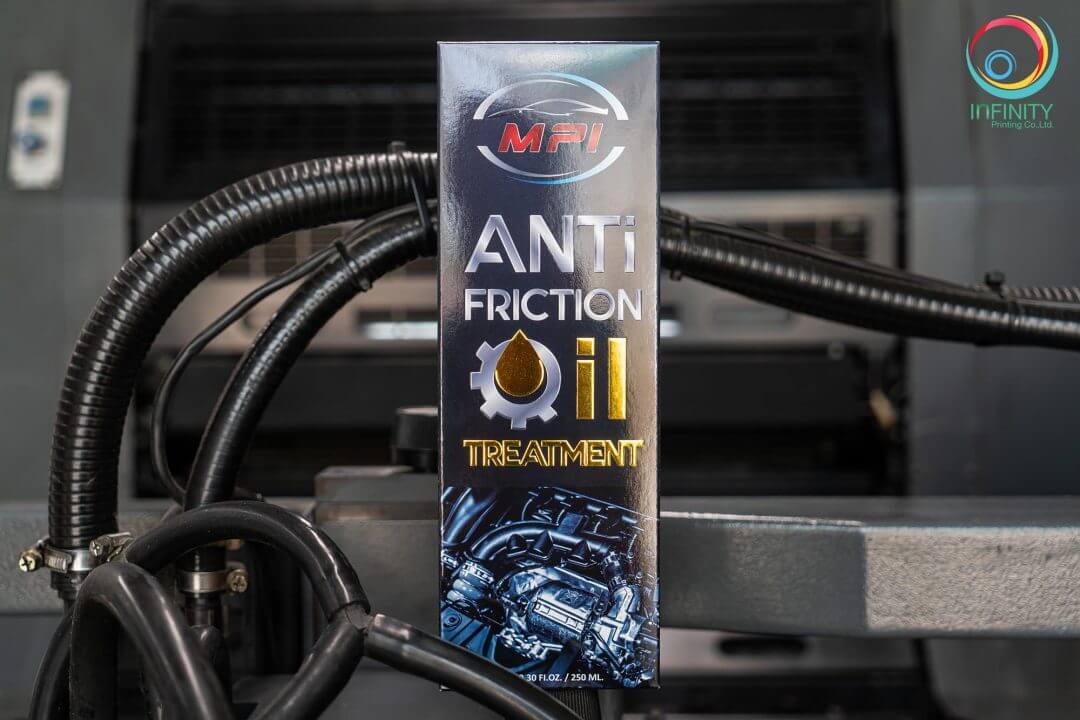 MPI
ANTi
FRICTION
Oil
TREATMENT
30 Fl.OZ. / 250 ML.
InFINITY
Printing Co.,Ltd.